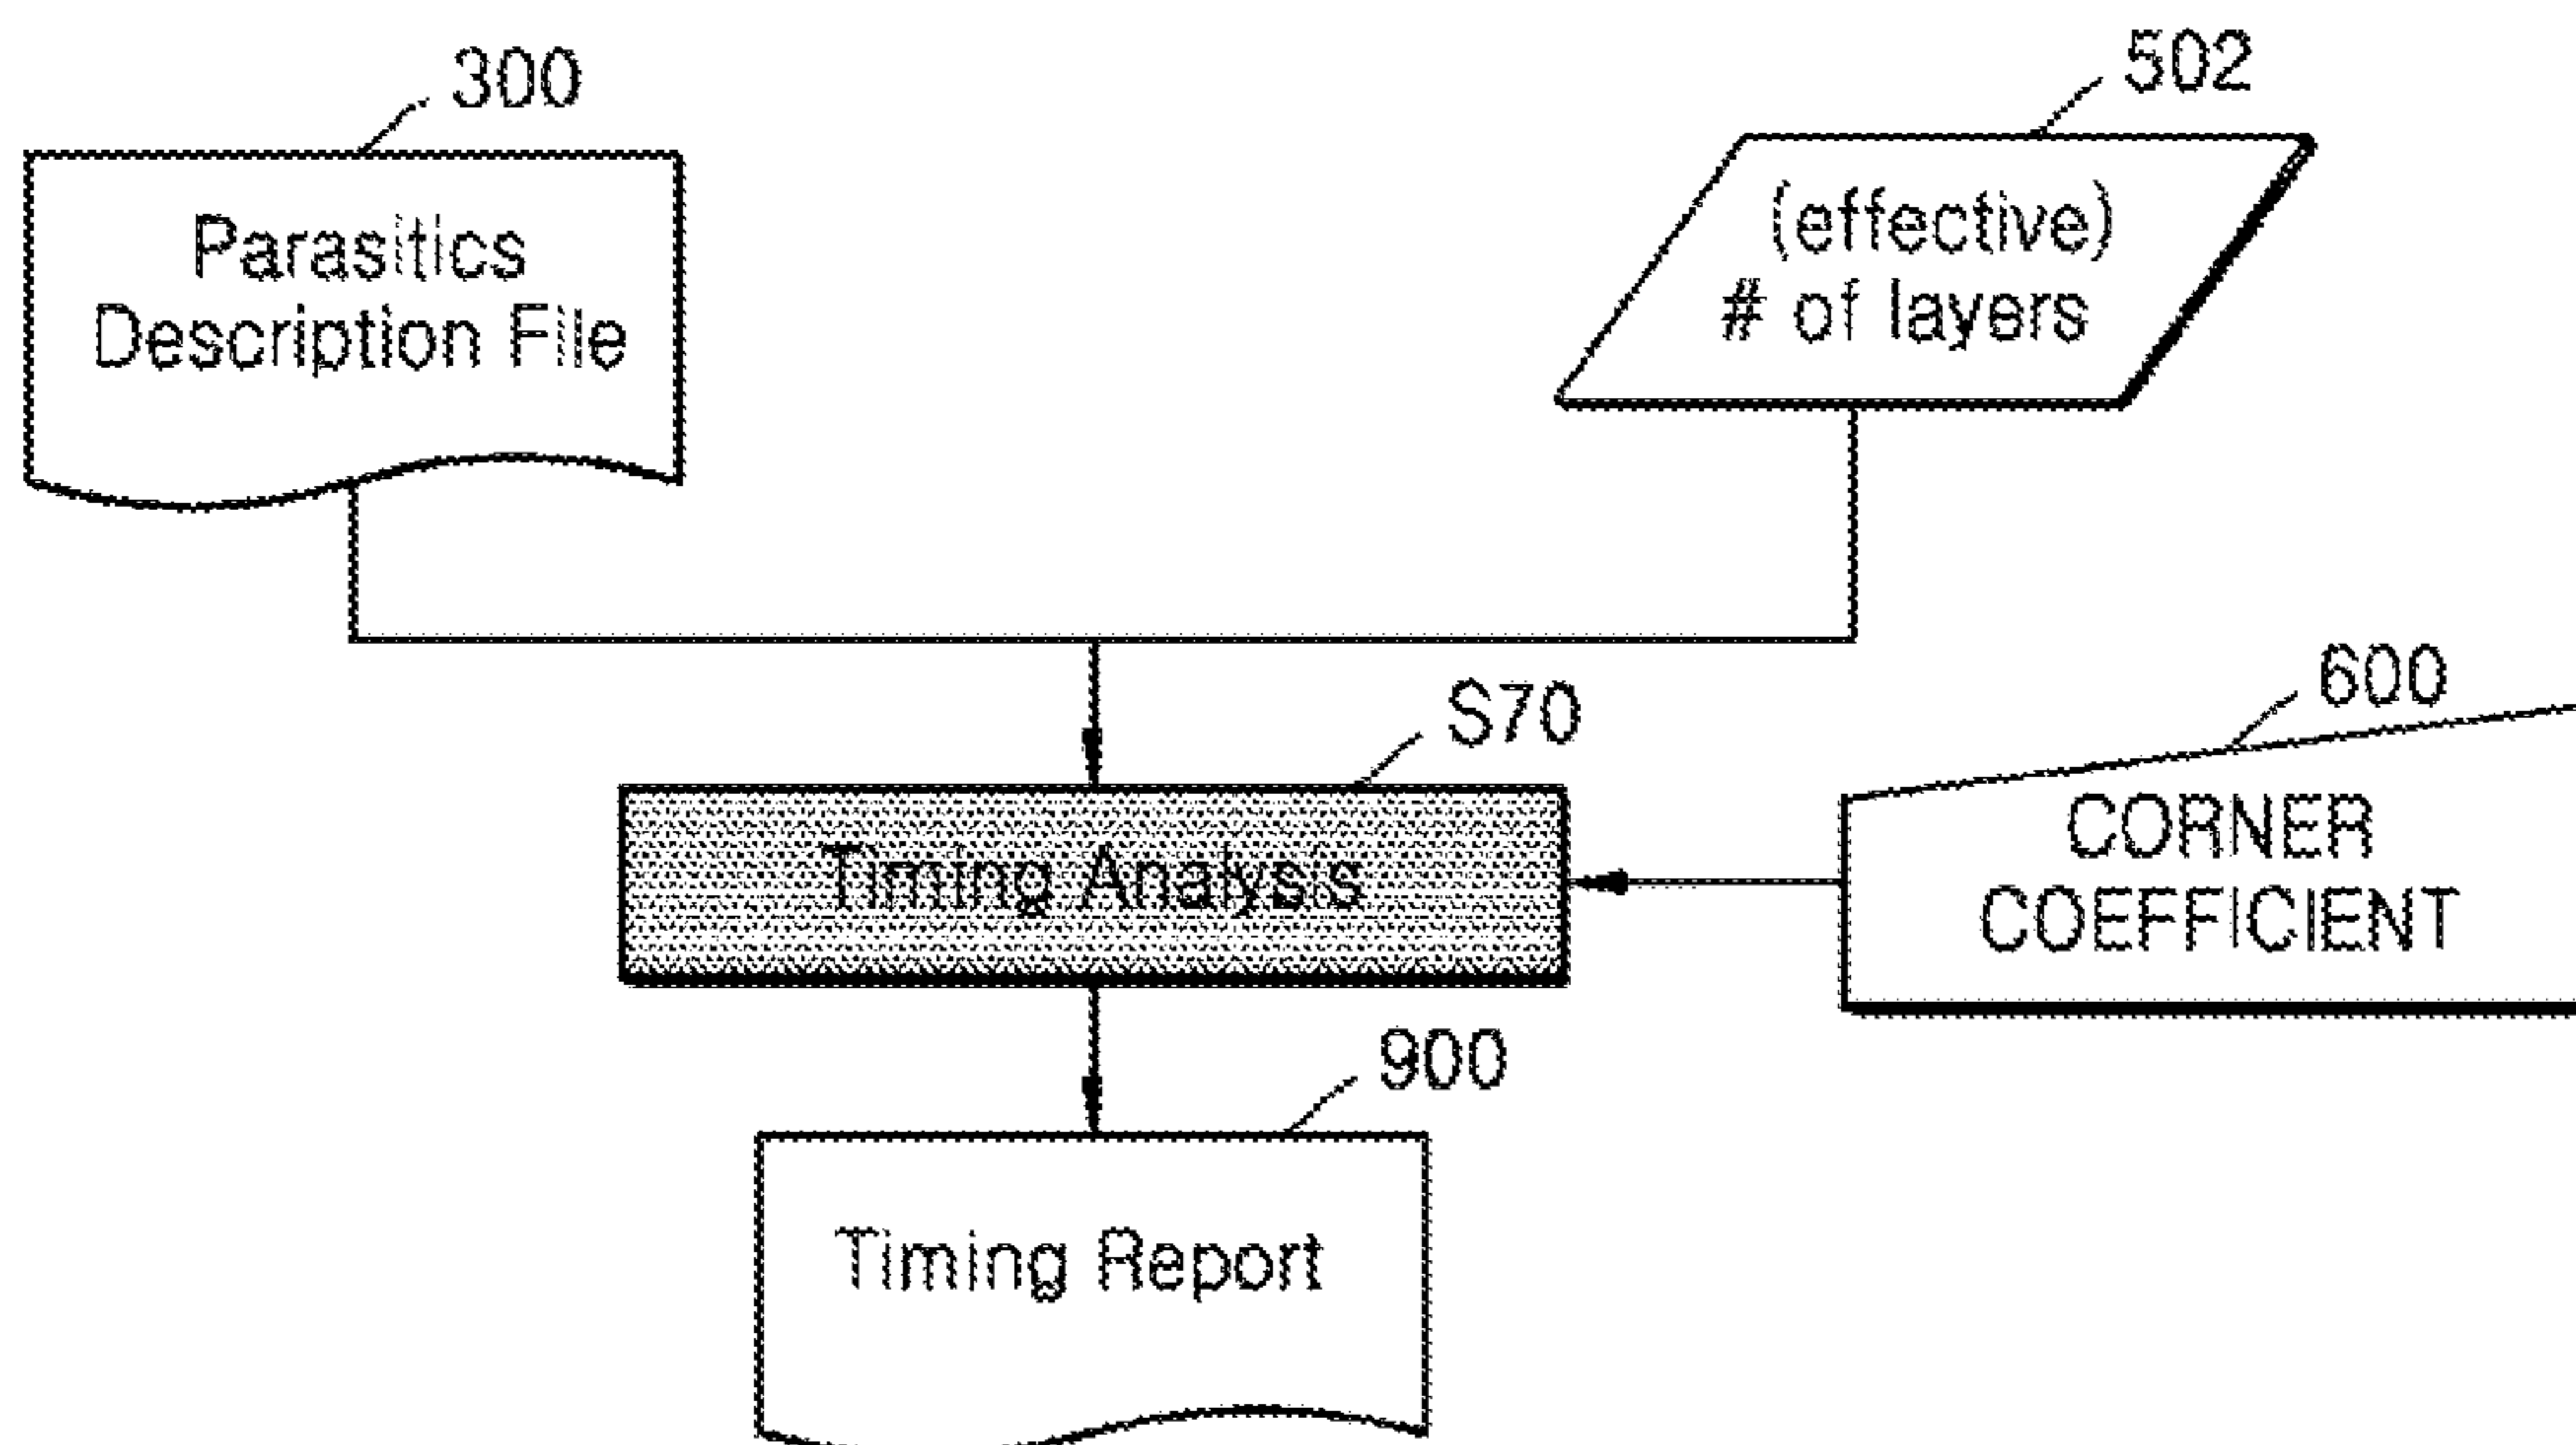 300
Parasitics
Description File
502
(effective)
# of layers
S70
Timing Analysis
600
CORNER
COEFFICIENT
900
Timing Report